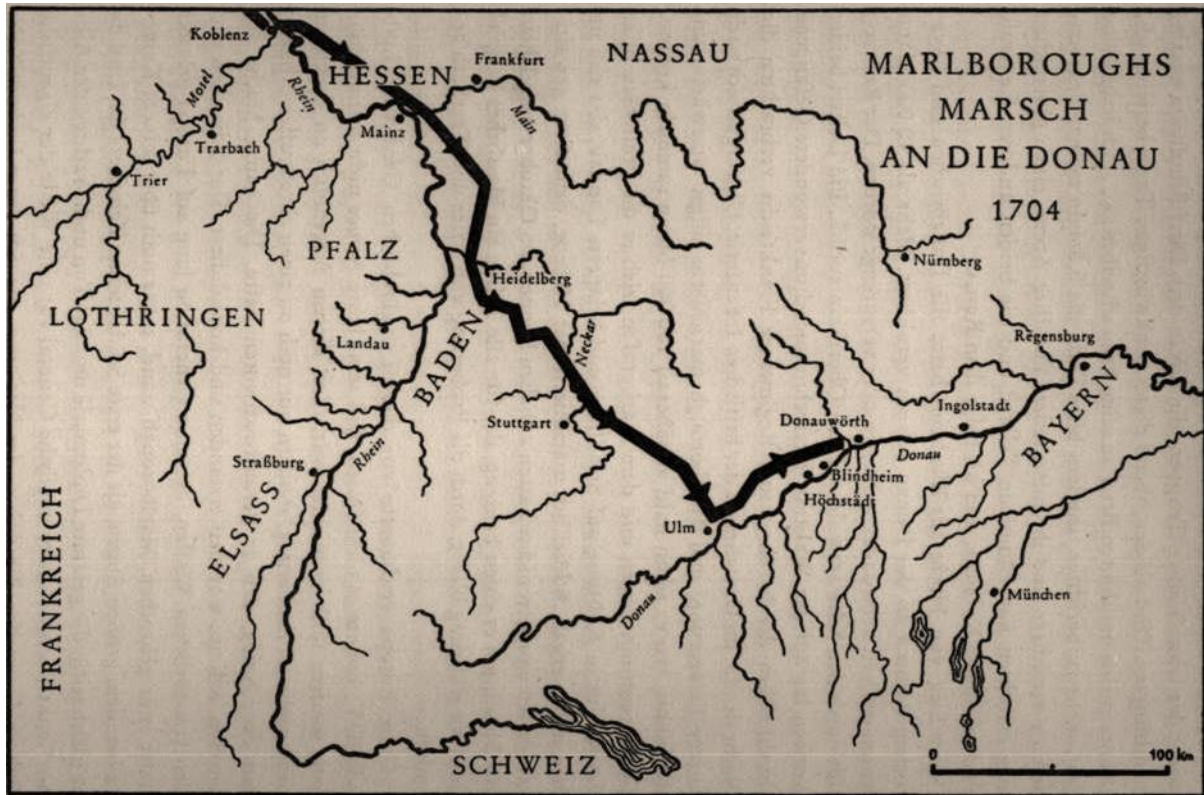 MARLBOROUGHS
MARSCH
AN DIE DONAU
1704
Koblenz
HESSEN
Frankfurt
NASSAU
Mosel
Rhein
Mainz
Main
Trarbach
Trier
PFALZ
Heidelberg
Nürnberg
LOTHRINGEN
Landau
BADEN
Neckar
Regensburg
Stuttgart
Donauwörth
Ingolstadt
BAYERN
Straßburg
Rhein
Donau
Blindheim
Höchstädt
ELSASS
Ulm
FRANKREICH
Donau
München
SCHWEIZ
0
100 km